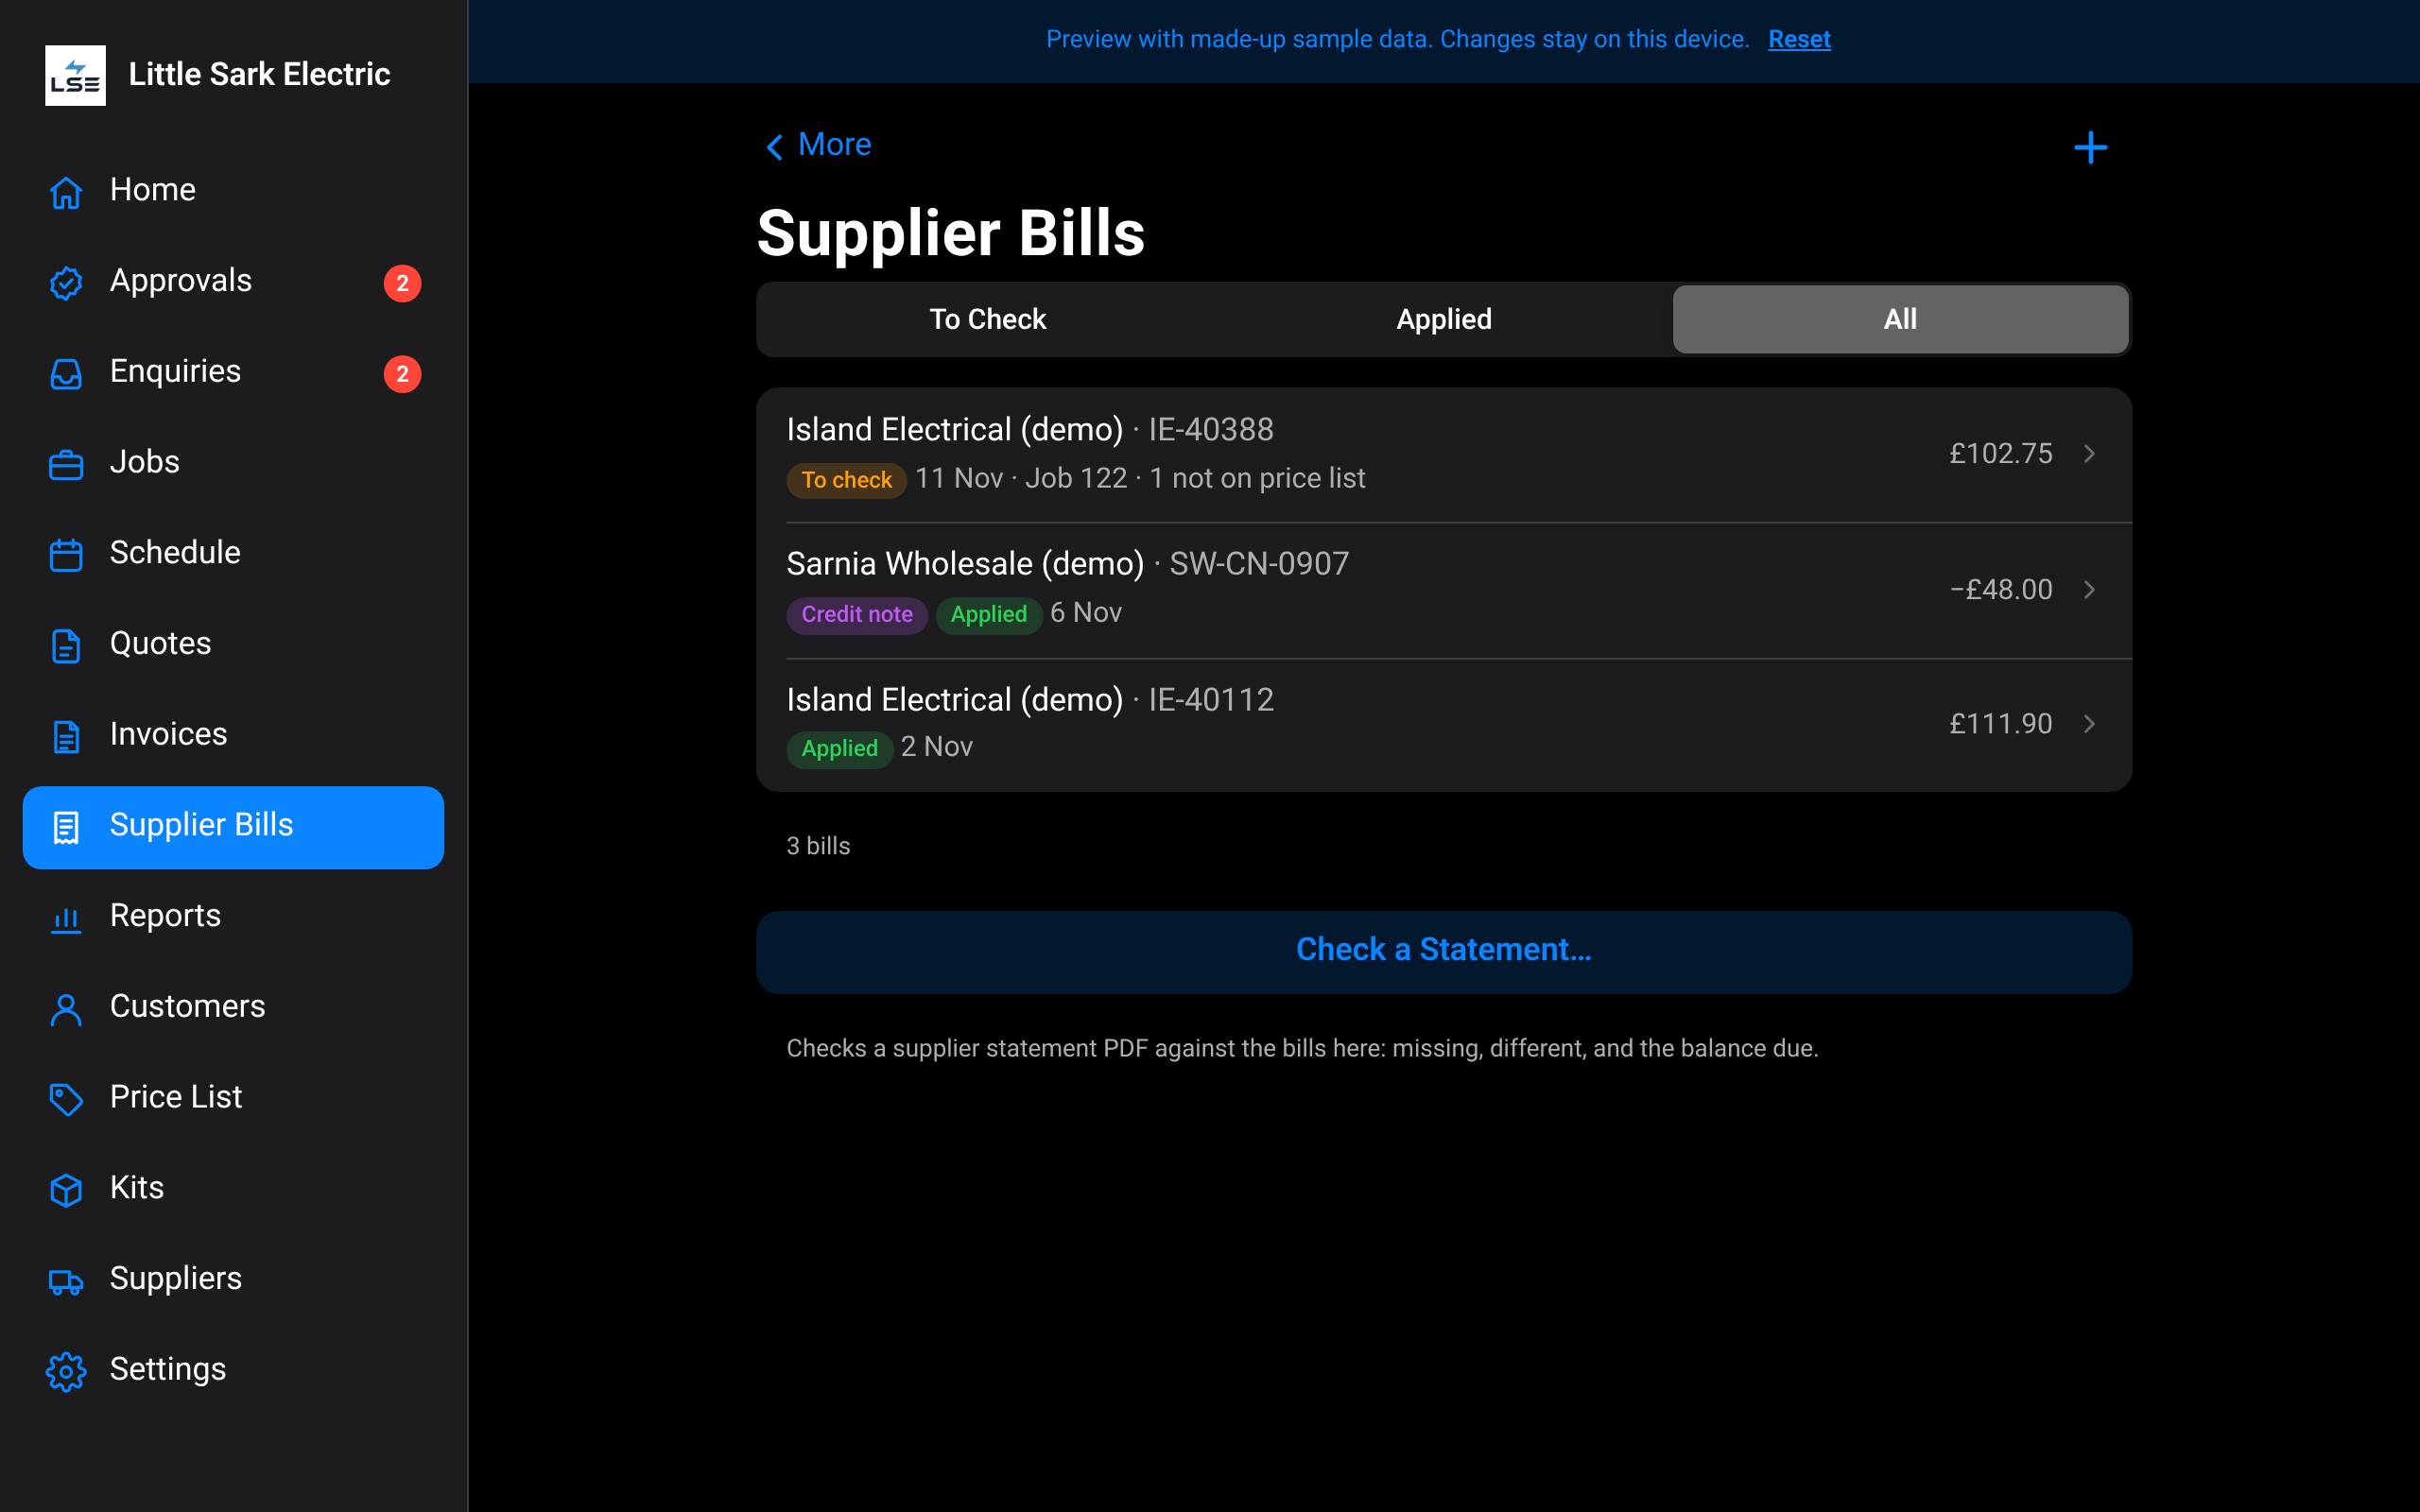 Preview with made-up sample data. Changes stay on this device. Reset
LSE
Little Sark Electric
Home
Approvals 2
Enquiries 2
Jobs
Schedule
Quotes
Invoices
Supplier Bills
Reports
Customers
Price List
Kits
Suppliers
Settings
More
Supplier Bills
To Check Applied All
Island Electrical (demo) · IE-40388
To check 11 Nov · Job 122 · 1 not on price list
£102.75
Sarnia Wholesale (demo) · SW-CN-0907
Credit note Applied 6 Nov
−£48.00
Island Electrical (demo) · IE-40112
Applied 2 Nov
£111.90
3 bills
Check a Statement…
Checks a supplier statement PDF against the bills here: missing, different, and the balance due.